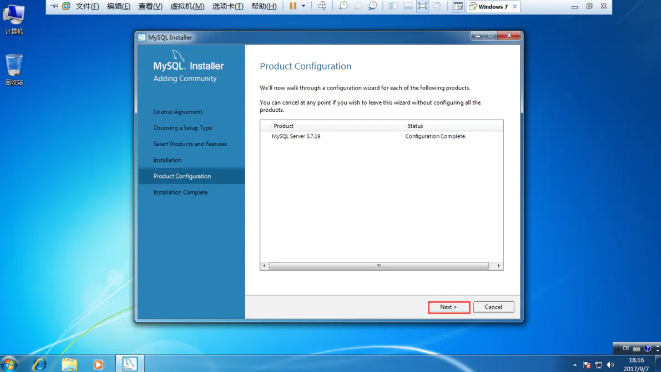 文件(F) 编辑(E) 查看(V) 虚拟机(M) 选项卡(T) 帮助(H)
Windows 7
计算机
回收站
MySQL Installer
MySQL. Installer
Adding Community
License Agreement
Choosing a Setup Type
Select Products and Features
Installation
Product Configuration
Installation Complete
Product Configuration
We'll now walk through a configuration wizard for each of the following products.
You can cancel at any point if you wish to leave this wizard without configuring all the
products.
Product Status
MySQL Server 5.7.19 Configuration Complete.
Next > Cancel
18:16
2017/9/7